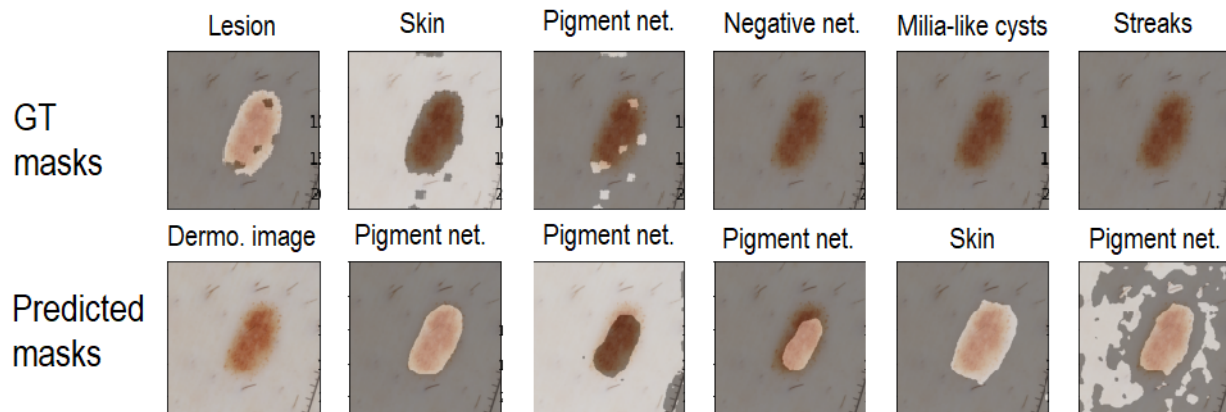 Lesion Skin Pigment net. Negative net. Milia-like cysts Streaks
GT
masks
Dermo. image Pigment net. Pigment net. Pigment net. Skin Pigment net.
Predicted
masks